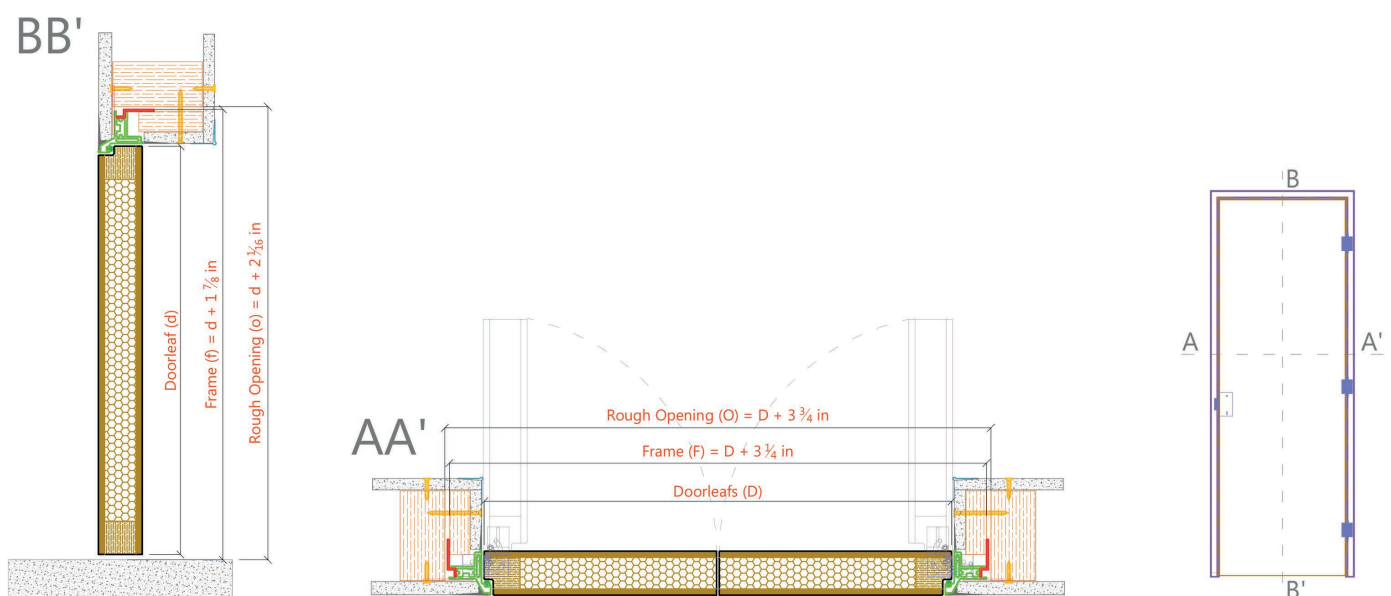 BB'
Doorleaf (d)
Frame (f) = d + 1 ⅞ in
Rough Opening (o) = d + 2 1⁄16 in
AA'
Rough Opening (O) = D + 3 ¾ in
Frame (F) = D + 3 ¼ in
Doorleafs (D)
B
A
A'
B'